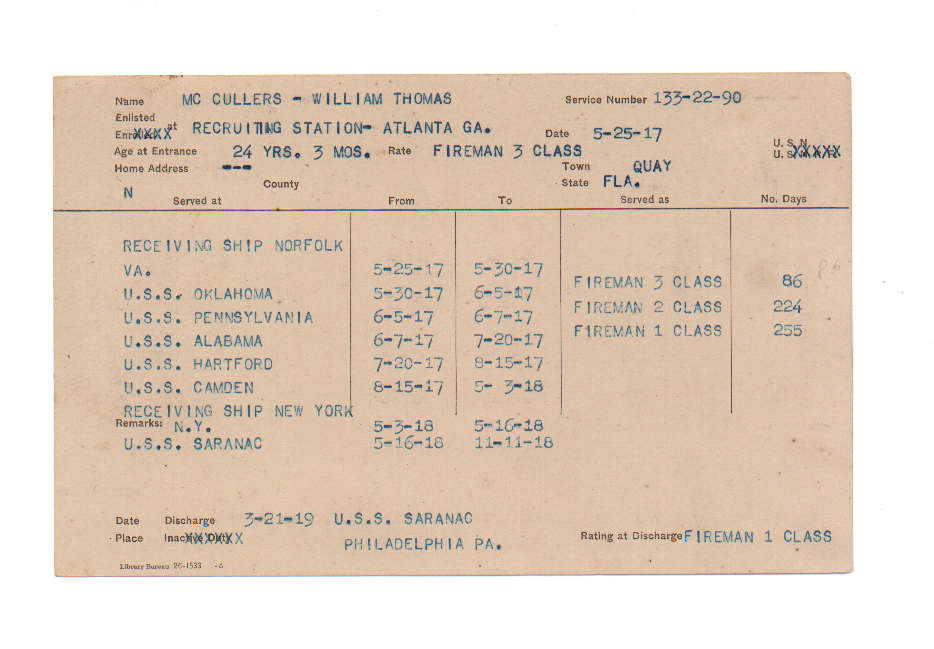 Name MC CULLERS - WILLIAM THOMAS Service Number 133-22-90
Enlisted
at RECRUITING STATION- ATLANTA GA. Date 5-25-17
U. S. N.
Age at Entrance 24 YRS. 3 MOS. Rate FIREMAN 3 CLASS U. S.
Home Address --- Town QUAY
N County State FLA.
Served at From To Served as No. Days
RECEIVING SHIP NORFOLK
VA. 5-25-17 5-30-17
FIREMAN 3 CLASS 86
U.S.S. OKLAHOMA 5-30-17 6-5-17
FIREMAN 2 CLASS 224
U.S.S. PENNSYLVANIA 6-5-17 6-7-17
FIREMAN 1 CLASS 255
U.S.S. ALABAMA 6-7-17 7-20-17
U.S.S. HARTFORD 7-20-17 8-15-17
U.S.S. CAMDEN 8-15-17 5- 3-18
RECEIVING SHIP NEW YORK
Remarks: N.Y. 5-3-18 5-16-18
U.S.S. SARANAC 5-16-18 11-11-18
Date Discharge 3-21-19 U.S.S. SARANAC
Place Inactive Duty PHILADELPHIA PA. Rating at Discharge FIREMAN 1 CLASS
Library Bureau 26-1533